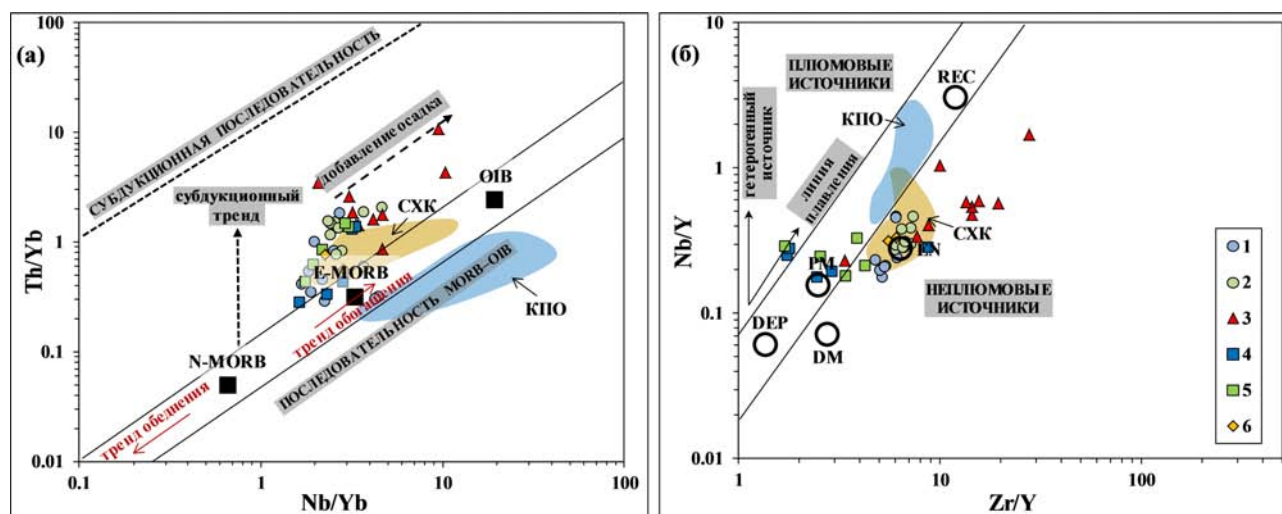 (а)
100
10
1
0.1
0.01
Th/Yb
0.1
1
10
100
Nb/Yb
СУБДУКЦИОННАЯ ПОСЛЕДОВАТЕЛЬНОСТЬ
субдукционный
тренд
добавление осадка
OIB
СХК
E-MORB
КПО
N-MORB
тренд обогащения
ПОСЛЕДОВАТЕЛЬНОСТЬ MORB–OIB
тренд обеднения
(б)
10
1
0.1
0.01
Nb/Y
1
10
100
Zr/Y
ПЛЮМОВЫЕ
ИСТОЧНИКИ
REC
КПО
гетерогенный
источник
линия
плавления
СХК
EN
PM
НЕПЛЮМОВЫЕ
ИСТОЧНИКИ
DEP
DM
1
2
3
4
5
6